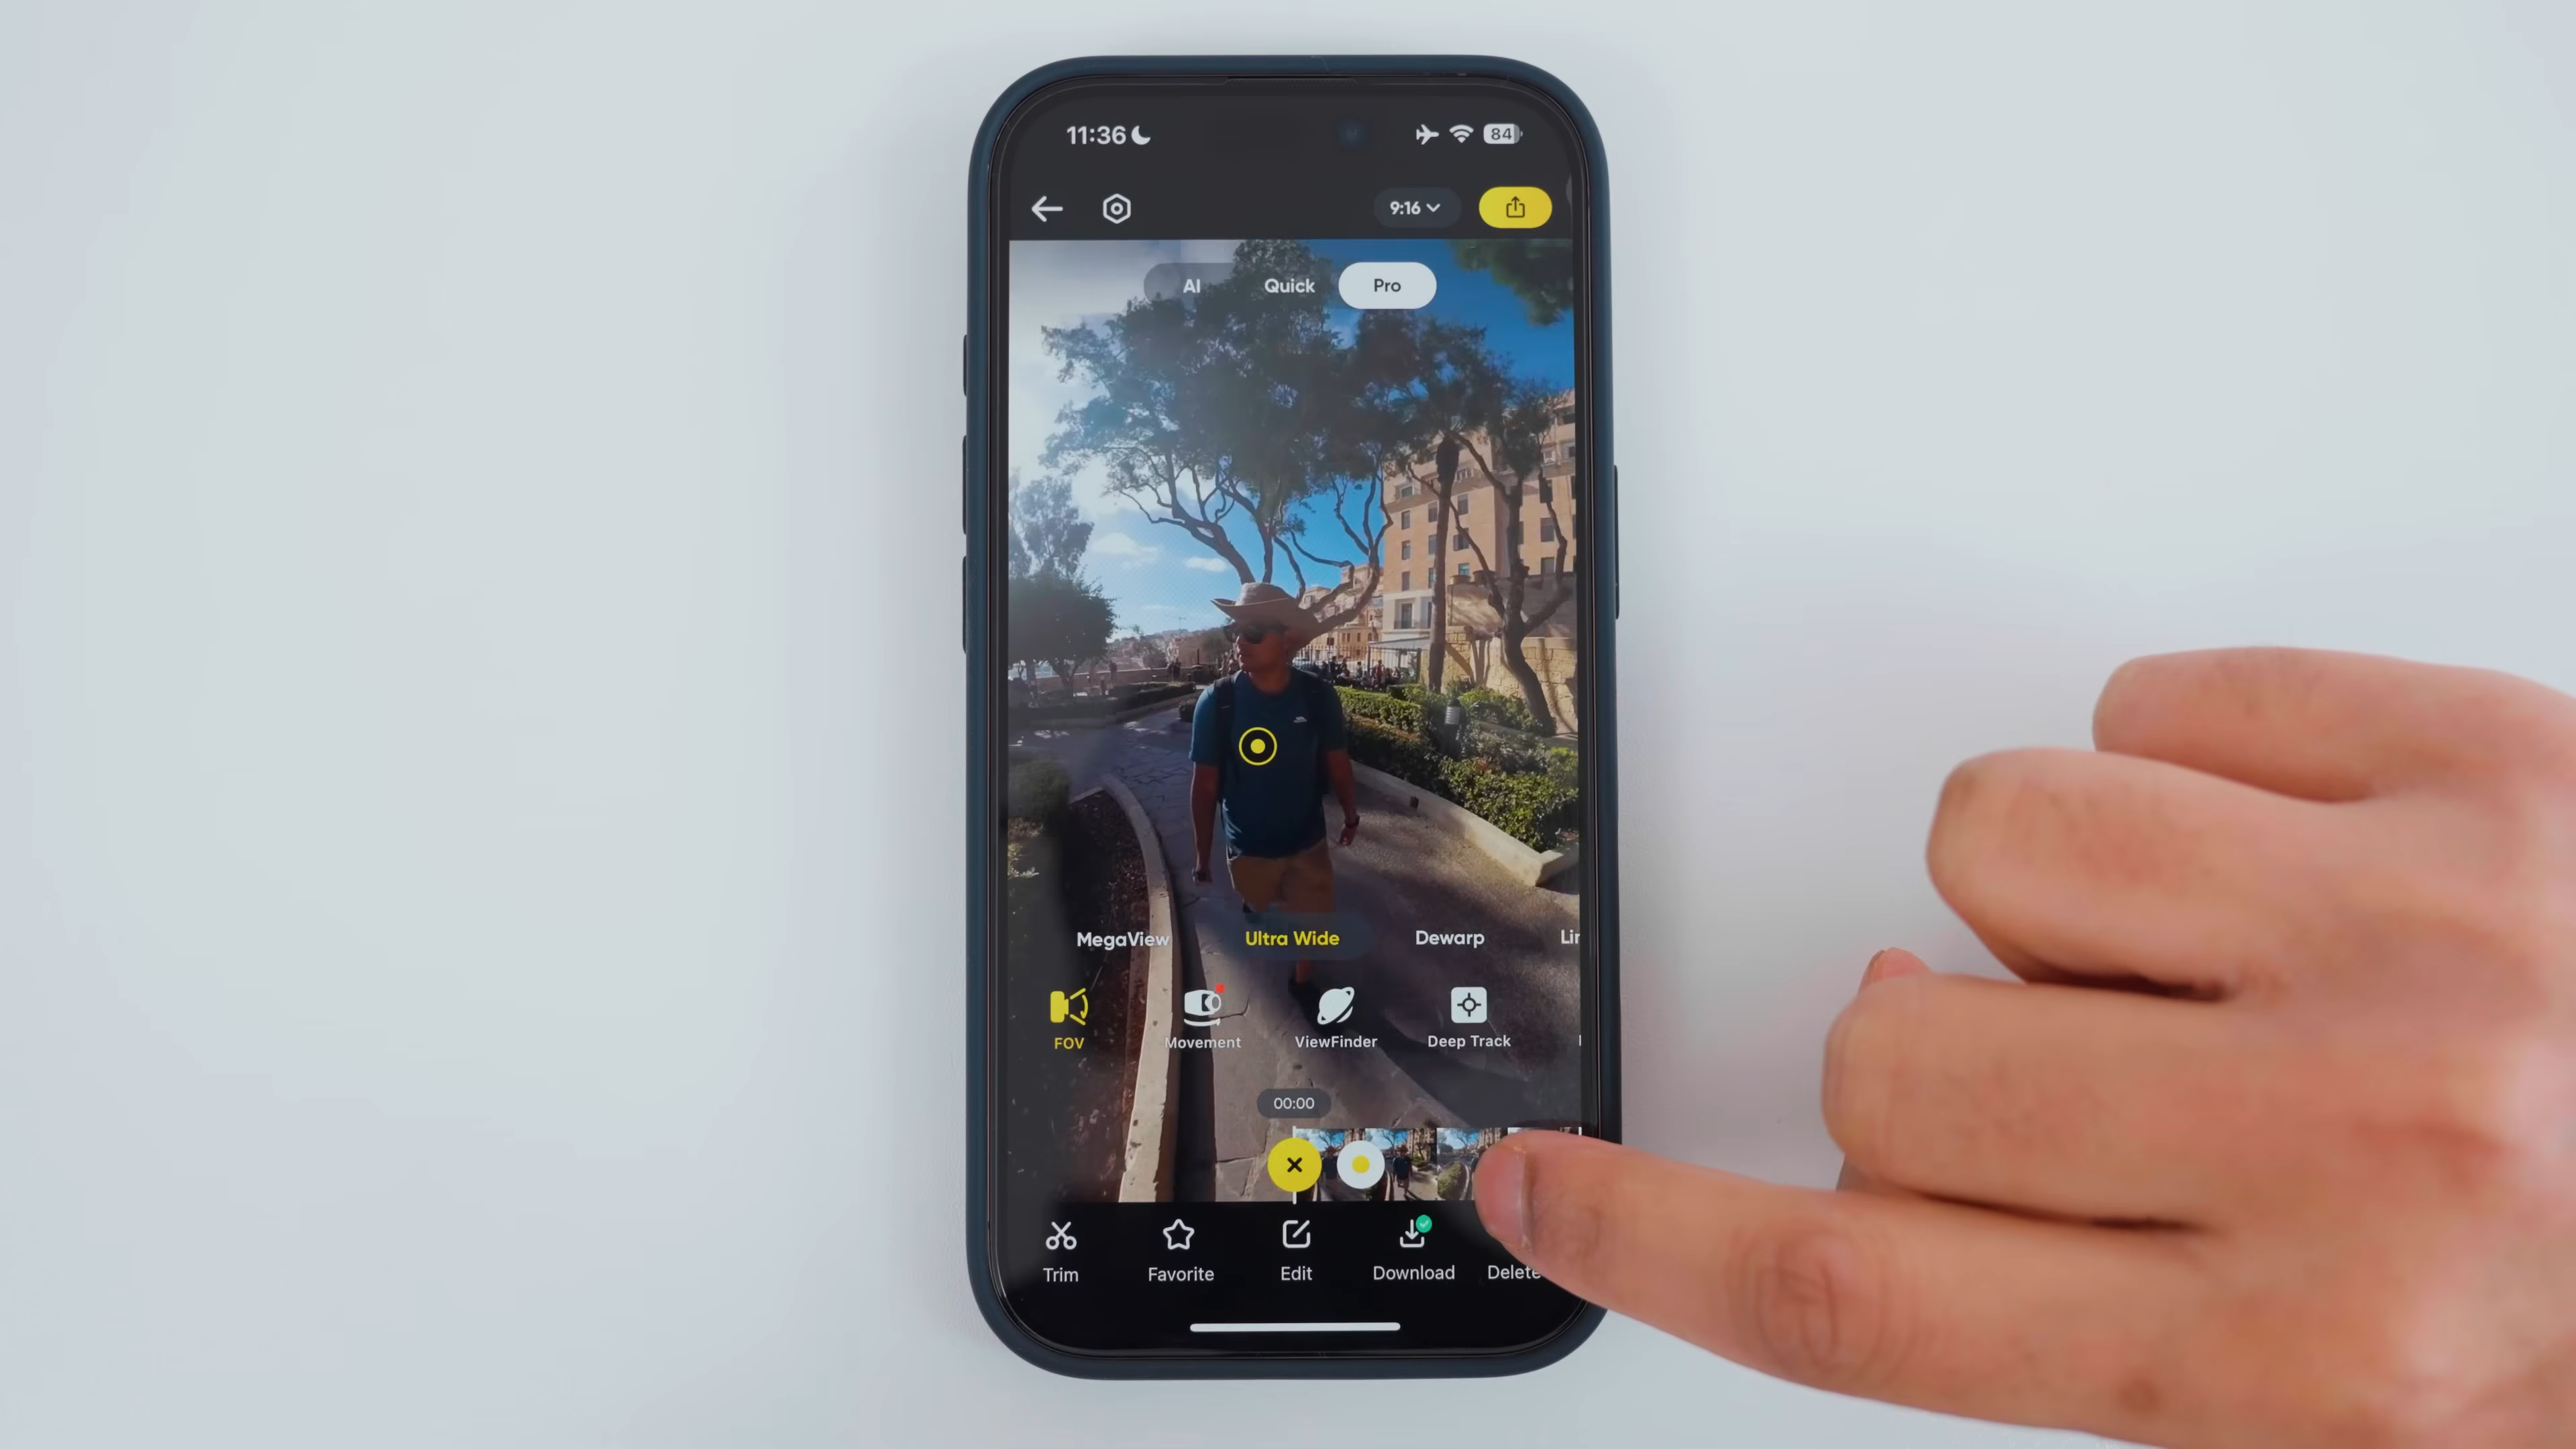 11:36
84
9:16
AI Quick Pro
MegaView Ultra Wide Dewarp
FOV Movement ViewFinder Deep Track
00:00
Trim Favorite Edit Download Delete